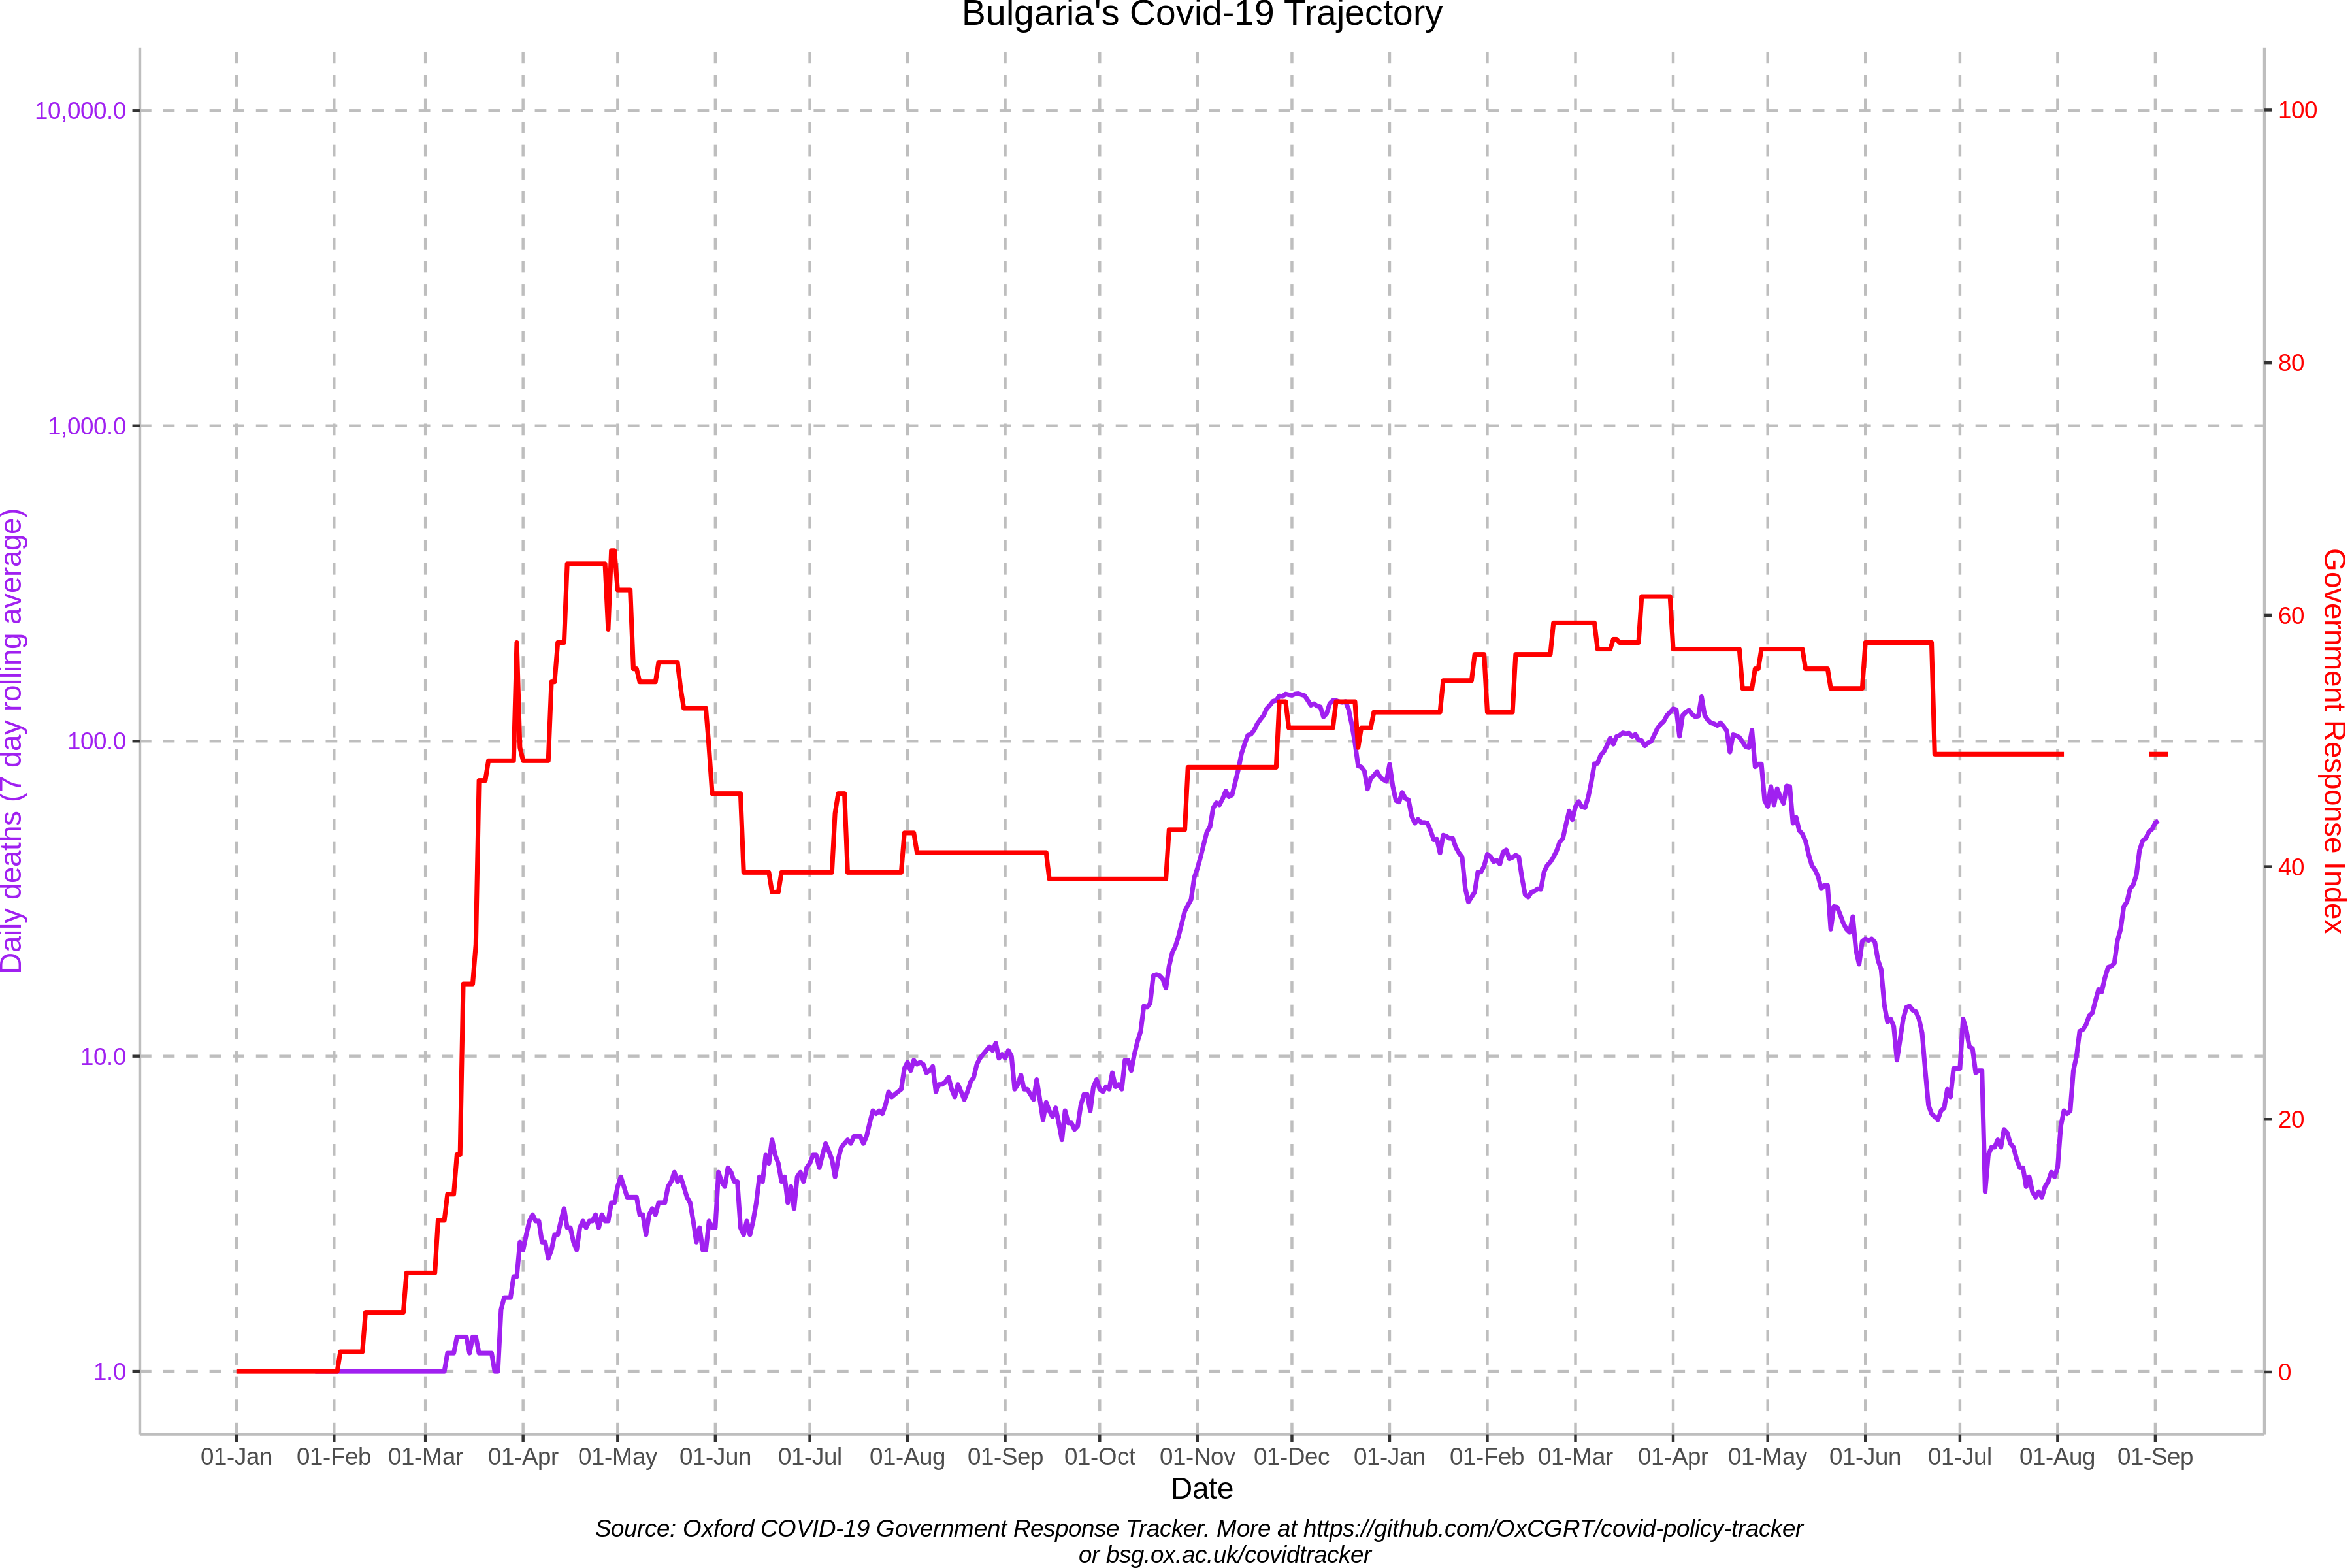 Bulgaria's Covid-19 Trajectory
10,000.0
1,000.0
100.0
10.0
1.0
Daily deaths (7 day rolling average)
100
80
60
40
20
0
Government Response Index
01-Jan 01-Feb 01-Mar 01-Apr 01-May 01-Jun 01-Jul 01-Aug 01-Sep 01-Oct 01-Nov 01-Dec 01-Jan 01-Feb 01-Mar 01-Apr 01-May 01-Jun 01-Jul 01-Aug 01-Sep
Date
Source: Oxford COVID-19 Government Response Tracker. More at https://github.com/OxCGRT/covid-policy-tracker
or bsg.ox.ac.uk/covidtracker